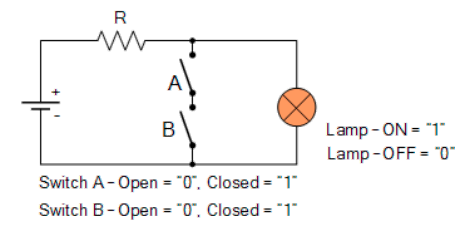 R
+
-
A
B
Lamp - ON = "1"
Lamp - OFF = "0"
Switch A - Open = "0", Closed = "1"
Switch B - Open = "0", Closed = "1"